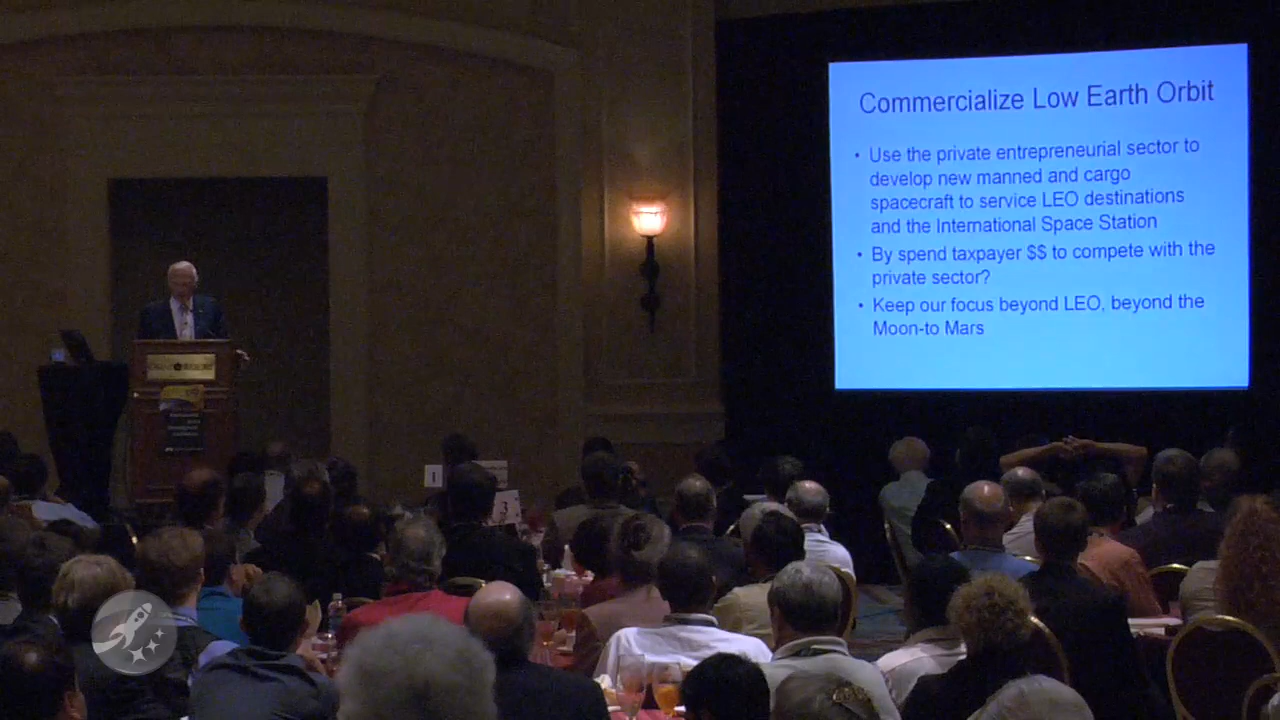 Commercialize Low Earth Orbit
• Use the private entrepreneurial sector to
develop new manned and cargo
spacecraft to service LEO destinations
and the International Space Station
• By spend taxpayer $$ to compete with the
private sector?
• Keep our focus beyond LEO, beyond the
Moon-to Mars
1
3